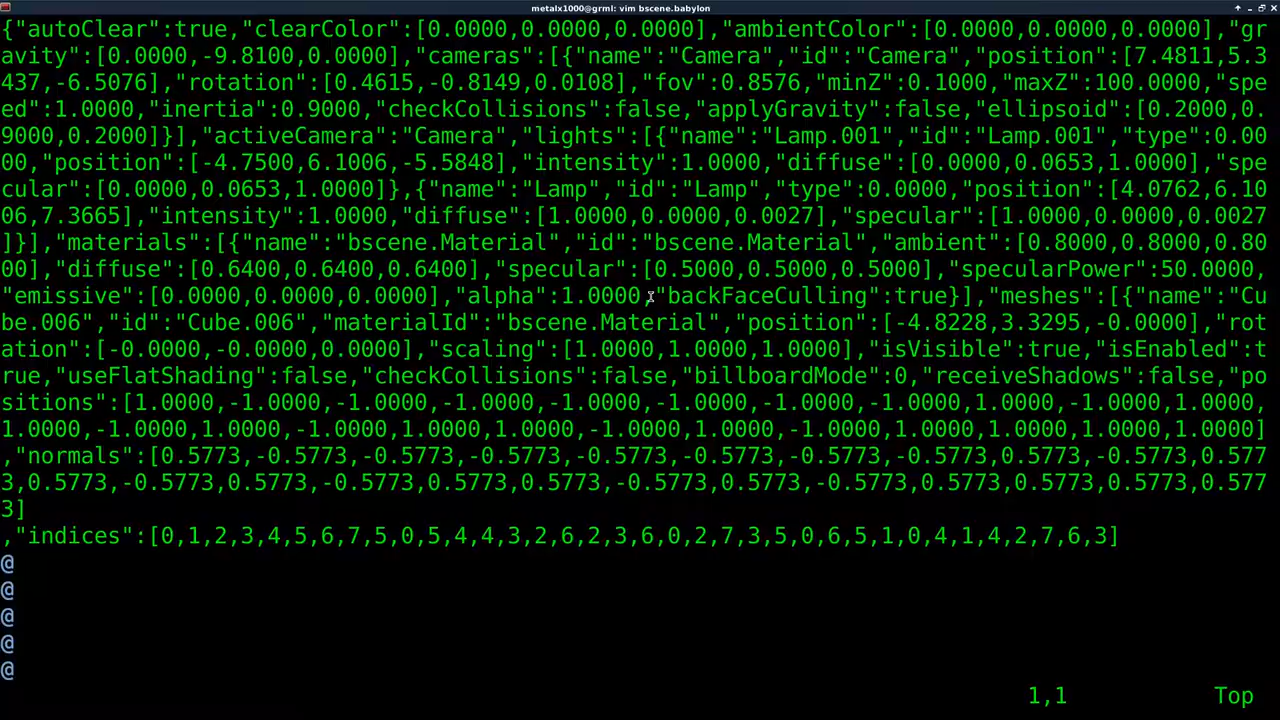 metalx1000@grml: vim bscene.babylon
{"autoClear":true,"clearColor":[0.0000,0.0000,0.0000],"ambientColor":[0.0000,0.0000,0.0000],"gr
avity":[0.0000,-9.8100,0.0000],"cameras":[{"name":"Camera","id":"Camera","position":[7.4811,5.3
437,-6.5076],"rotation":[0.4615,-0.8149,0.0108],"fov":0.8576,"minZ":0.1000,"maxZ":100.0000,"spe
ed":1.0000,"inertia":0.9000,"checkCollisions":false,"applyGravity":false,"ellipsoid":[0.2000,0.
9000,0.2000]}],"activeCamera":"Camera","lights":[{"name":"Lamp.001","id":"Lamp.001","type":0.00
00,"position":[-4.7500,6.1006,-5.5848],"intensity":1.0000,"diffuse":[0.0000,0.0653,1.0000],"spe
cular":[0.0000,0.0653,1.0000]},{"name":"Lamp","id":"Lamp","type":0.0000,"position":[4.0762,6.10
06,7.3665],"intensity":1.0000,"diffuse":[1.0000,0.0000,0.0027],"specular":[1.0000,0.0000,0.0027
]}],"materials":[{"name":"bscene.Material","id":"bscene.Material","ambient":[0.8000,0.8000,0.80
00],"diffuse":[0.6400,0.6400,0.6400],"specular":[0.5000,0.5000,0.5000],"specularPower":50.0000,
"emissive":[0.0000,0.0000,0.0000],"alpha":1.0000,"backFaceCulling":true}],"meshes":[{"name":"Cu
be.006","id":"Cube.006","materialId":"bscene.Material","position":[-4.8228,3.3295,-0.0000],"rot
ation":[-0.0000,-0.0000,0.0000],"scaling":[1.0000,1.0000,1.0000],"isVisible":true,"isEnabled":t
rue,"useFlatShading":false,"checkCollisions":false,"billboardMode":0,"receiveShadows":false,"po
sitions":[1.0000,-1.0000,-1.0000,-1.0000,-1.0000,-1.0000,-1.0000,-1.0000,1.0000,-1.0000,1.0000,
1.0000,-1.0000,1.0000,-1.0000,1.0000,1.0000,-1.0000,1.0000,-1.0000,1.0000,1.0000,1.0000,1.0000]
,"normals":[0.5773,-0.5773,-0.5773,-0.5773,-0.5773,-0.5773,-0.5773,-0.5773,0.5773,-0.5773,0.577
3,0.5773,-0.5773,0.5773,-0.5773,0.5773,0.5773,-0.5773,0.5773,-0.5773,0.5773,0.5773,0.5773,0.577
3]
,"indices":[0,1,2,3,4,5,6,7,5,0,5,4,4,3,2,6,2,3,6,0,2,7,3,5,0,6,5,1,0,4,1,4,2,7,6,3]
@
@
@
@
@
1,1 Top